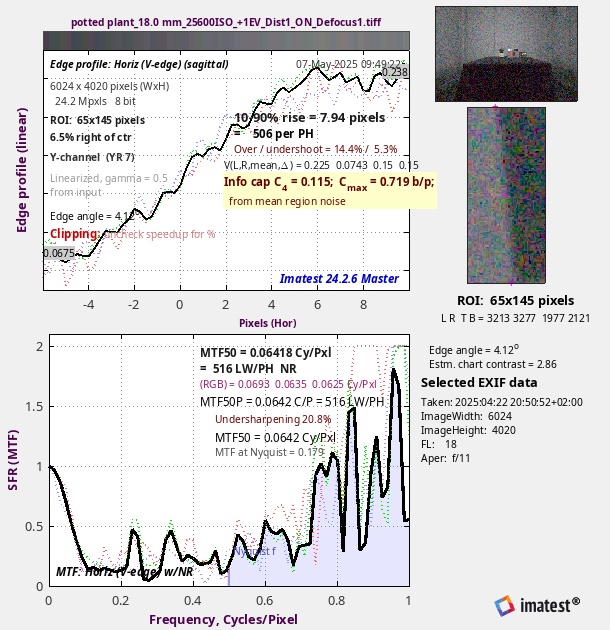 potted plant_18.0 mm_25600ISO_+1EV_Dist1_ON_Defocus1.tiff
Edge profile: Horiz (V-edge) (sagittal)
07-May-2025 09:49:22
0.238
6024 x 4020 pixels (WxH)
24.2 Mpxls 8 bit
ROI: 65x145 pixels
6.5% right of ctr
Y-channel (YR 7)
Linearized, gamma = 0.5
from input
Edge angle = 4.12°
Clipping: uncheck speedup for %
0.0675
10-90% rise = 7.94 pixels
= 506 per PH
Over / undershoot = 14.4% / 5.3%
V(L,R,mean,Δ) = 0.225 0.0743 0.15 0.15
Info cap C4 = 0.115; Cmax = 0.719 b/p;
from mean region noise
Imatest 24.2.6 Master
Edge profile (linear)
-4 -2 0 2 4 6 8
Pixels (Hor)
ROI: 65x145 pixels
L R T B = 3213 3277 1977 2121
Edge angle = 4.12°
Estm. chart contrast = 2.86
Selected EXIF data
Taken: 2025:04:22 20:50:52+02:00
ImageWidth: 6024
ImageHeight: 4020
FL: 18
Aper: f/11
MTF50 = 0.06418 Cy/Pxl
= 516 LW/PH NR
(RGB) = 0.0693 0.0635 0.0625 Cy/Pxl
MTF50P = 0.0642 C/P = 516 LW/PH
Undersharpening 20.8%
MTF50 = 0.0642 Cy/Pxl
MTF at Nyquist = 0.179
Nyquist f
MTF: Horiz (V-edge) w/NR
SFR (MTF)
2
1.5
1
0.5
0
0 0.2 0.4 0.6 0.8 1
Frequency, Cycles/Pixel
imatest®